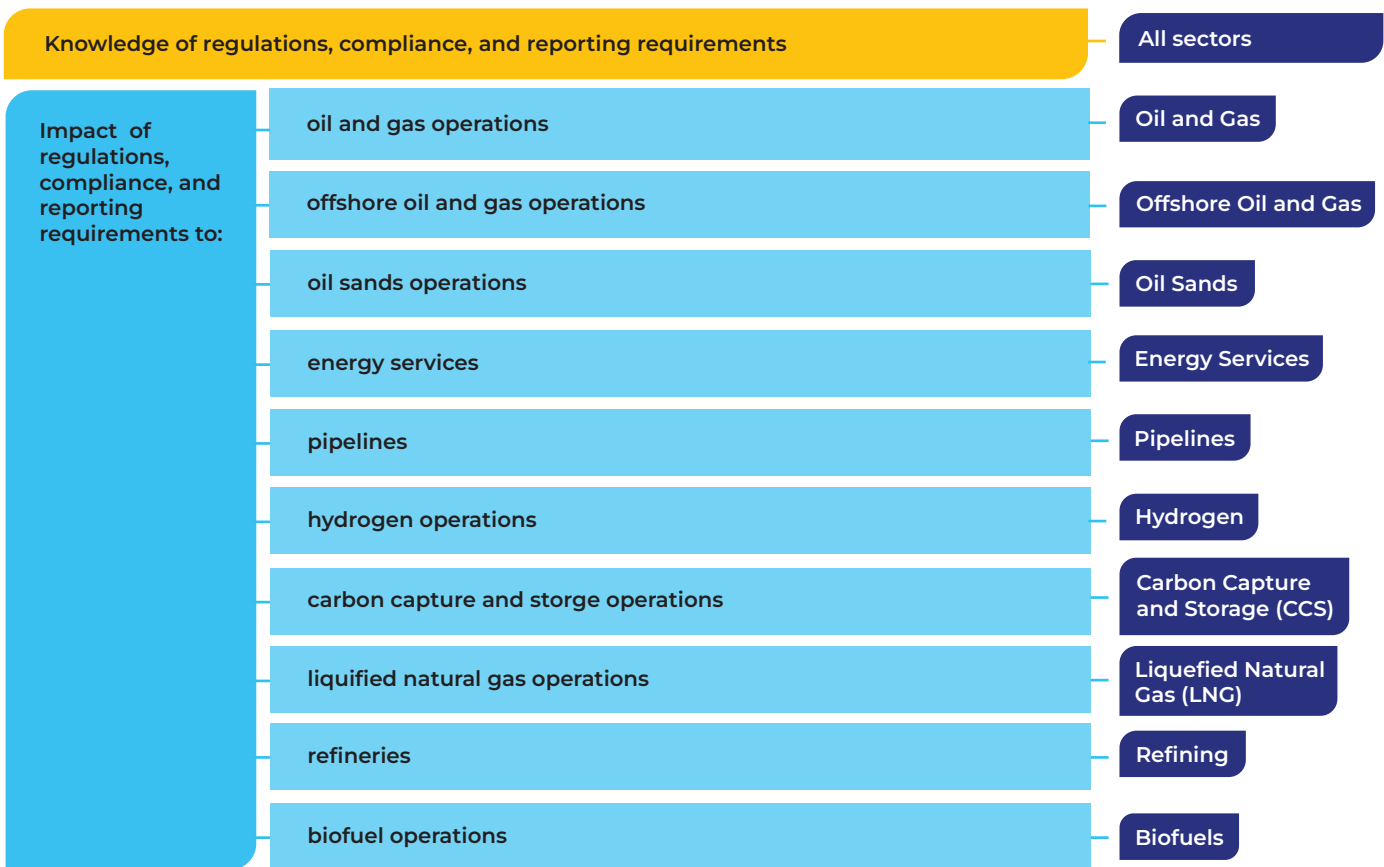 Knowledge of regulations, compliance, and reporting requirements
All sectors
Impact of
regulations,
compliance, and
reporting
requirements to:
oil and gas operations
Oil and Gas
offshore oil and gas operations
Offshore Oil and Gas
oil sands operations
Oil Sands
energy services
Energy Services
pipelines
Pipelines
hydrogen operations
Hydrogen
carbon capture and storge operations
Carbon Capture
and Storage (CCS)
liquified natural gas operations
Liquefied Natural
Gas (LNG)
refineries
Refining
biofuel operations
Biofuels